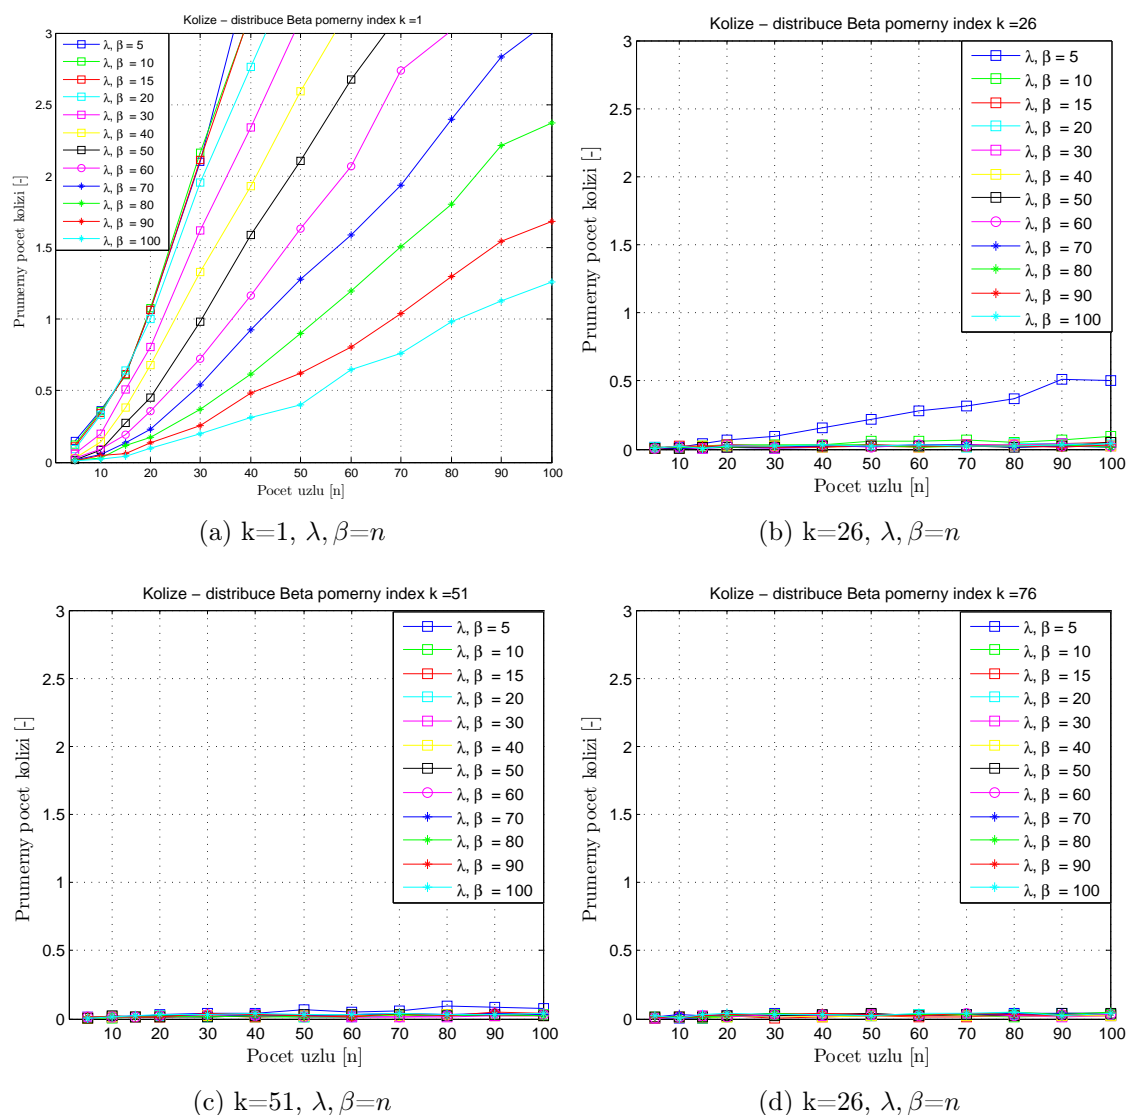 Kolize − distribuce Beta pomerny index k =1
3
2.5
2
1.5
1
0.5
0
10 20 30 40 50 60 70 80 90 100
Prumerny pocet kolizi [-]
Pocet uzlu [n]
λ, β = 5
λ, β = 10
λ, β = 15
λ, β = 20
λ, β = 30
λ, β = 40
λ, β = 50
λ, β = 60
λ, β = 70
λ, β = 80
λ, β = 90
λ, β = 100
(a) k=1, λ, β=n
Kolize − distribuce Beta pomerny index k =26
3
2.5
2
1.5
1
0.5
0
10 20 30 40 50 60 70 80 90 100
Prumerny pocet kolizi [-]
Pocet uzlu [n]
λ, β = 5
λ, β = 10
λ, β = 15
λ, β = 20
λ, β = 30
λ, β = 40
λ, β = 50
λ, β = 60
λ, β = 70
λ, β = 80
λ, β = 90
λ, β = 100
(b) k=26, λ, β=n
Kolize − distribuce Beta pomerny index k =51
3
2.5
2
1.5
1
0.5
0
10 20 30 40 50 60 70 80 90 100
Prumerny pocet kolizi [-]
Pocet uzlu [n]
λ, β = 5
λ, β = 10
λ, β = 15
λ, β = 20
λ, β = 30
λ, β = 40
λ, β = 50
λ, β = 60
λ, β = 70
λ, β = 80
λ, β = 90
λ, β = 100
(c) k=51, λ, β=n
Kolize − distribuce Beta pomerny index k =76
3
2.5
2
1.5
1
0.5
0
10 20 30 40 50 60 70 80 90 100
Prumerny pocet kolizi [-]
Pocet uzlu [n]
λ, β = 5
λ, β = 10
λ, β = 15
λ, β = 20
λ, β = 30
λ, β = 40
λ, β = 50
λ, β = 60
λ, β = 70
λ, β = 80
λ, β = 90
λ, β = 100
(d) k=26, λ, β=n